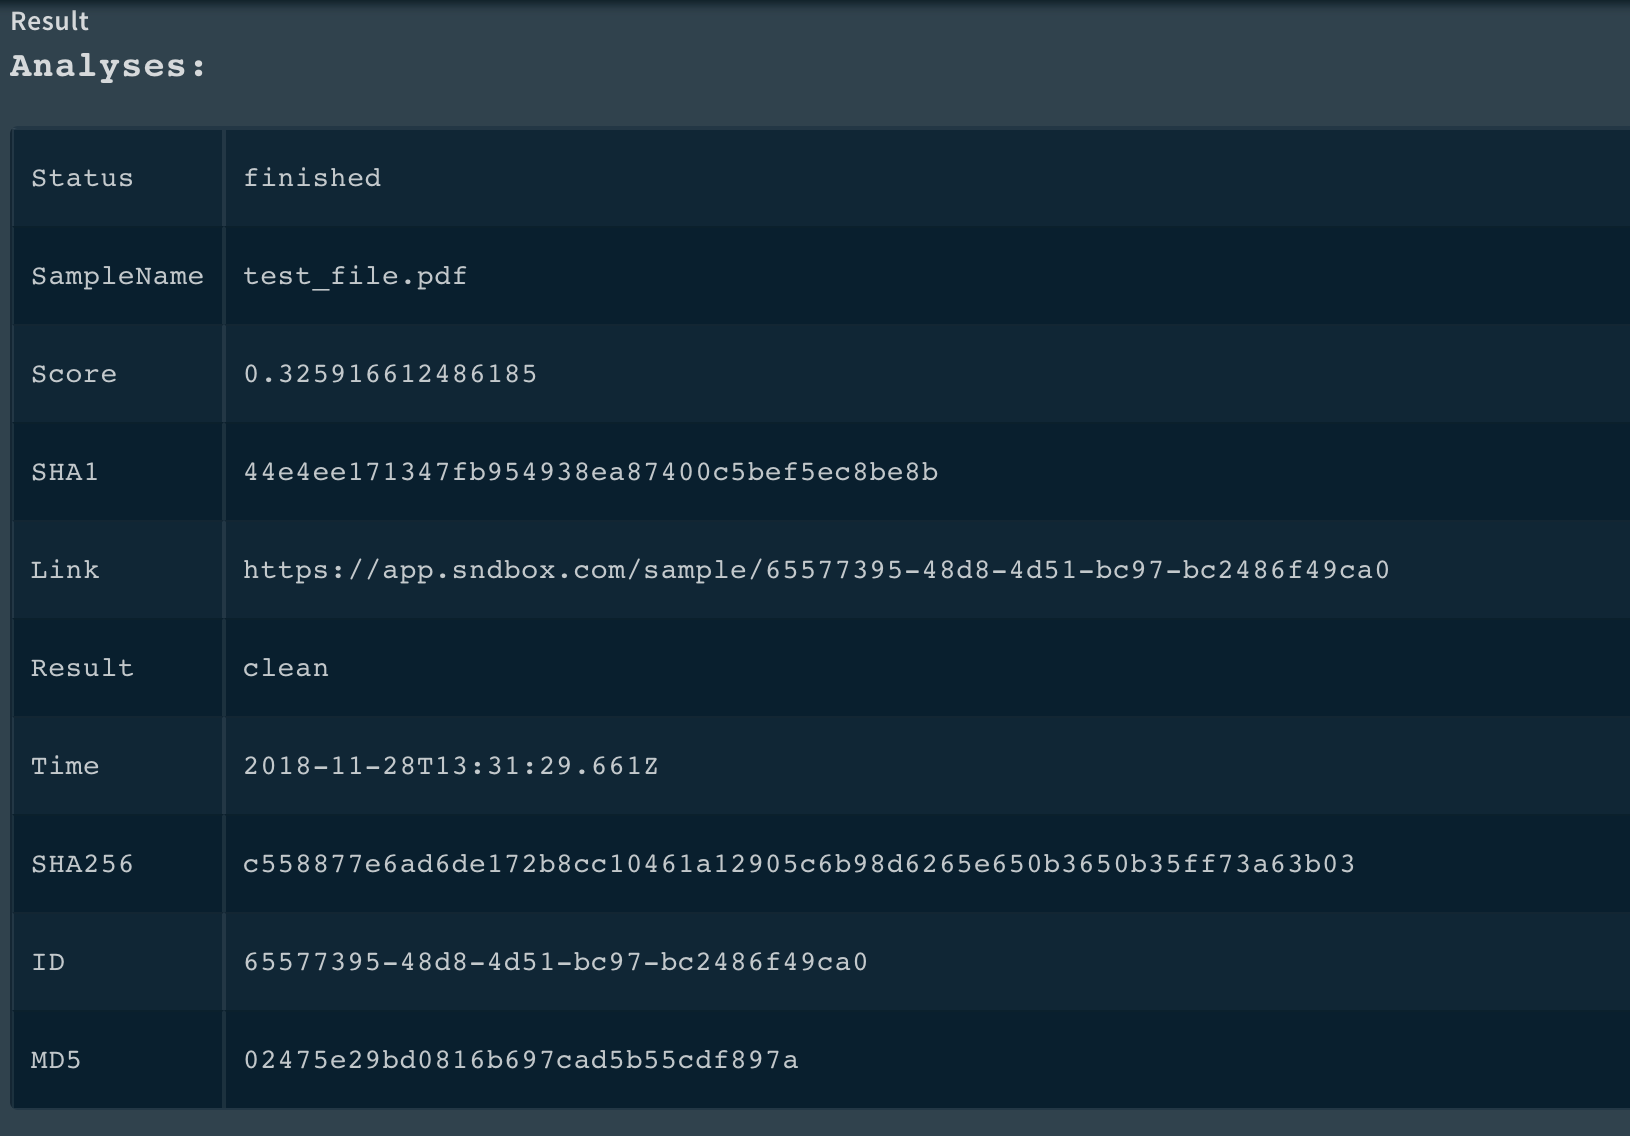 Result
Analyses:
Status finished
SampleName test_file.pdf
Score 0.325916612486185
SHA1 44e4ee171347fb954938ea87400c5bef5ec8be8b
Link https://app.sndbox.com/sample/65577395-48d8-4d51-bc97-bc2486f49ca0
Result clean
Time 2018-11-28T13:31:29.661Z
SHA256 c558877e6ad6de172b8cc10461a12905c6b98d6265e650b3650b35ff73a63b03
ID 65577395-48d8-4d51-bc97-bc2486f49ca0
MD5 02475e29bd0816b697cad5b55cdf897a